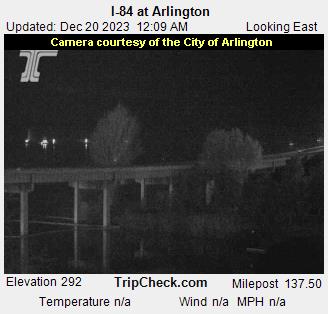 I-84 at Arlington
Updated: Dec 20 2023 12:09 AM Looking East
Camera courtesy of the City of Arlington
Elevation 292 TripCheck.com Milepost 137.50
Temperature n/a Wind n/a MPH n/a